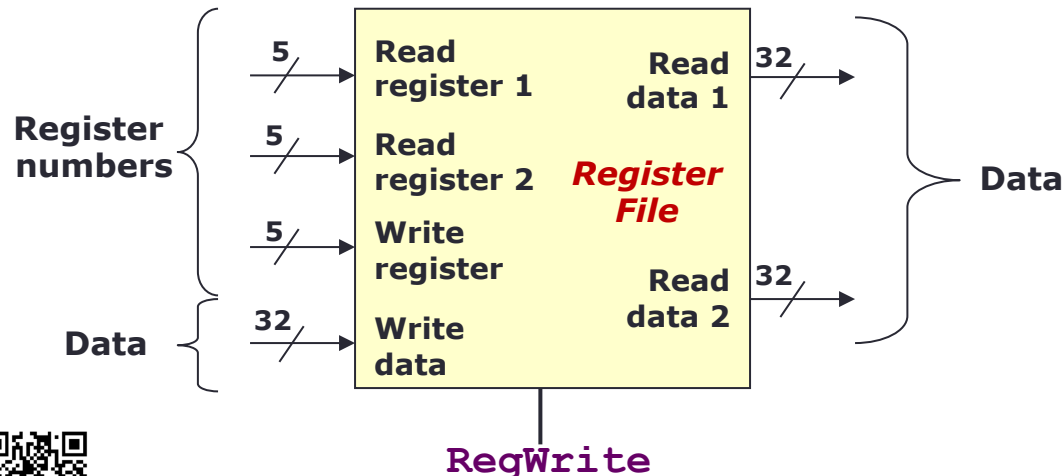 Register
numbers
Data
5
5
5
32
Read
register 1
Read
register 2
Write
register
Write
data
Register
File
Read
data 1
Read
data 2
32
32
Data
RegWrite